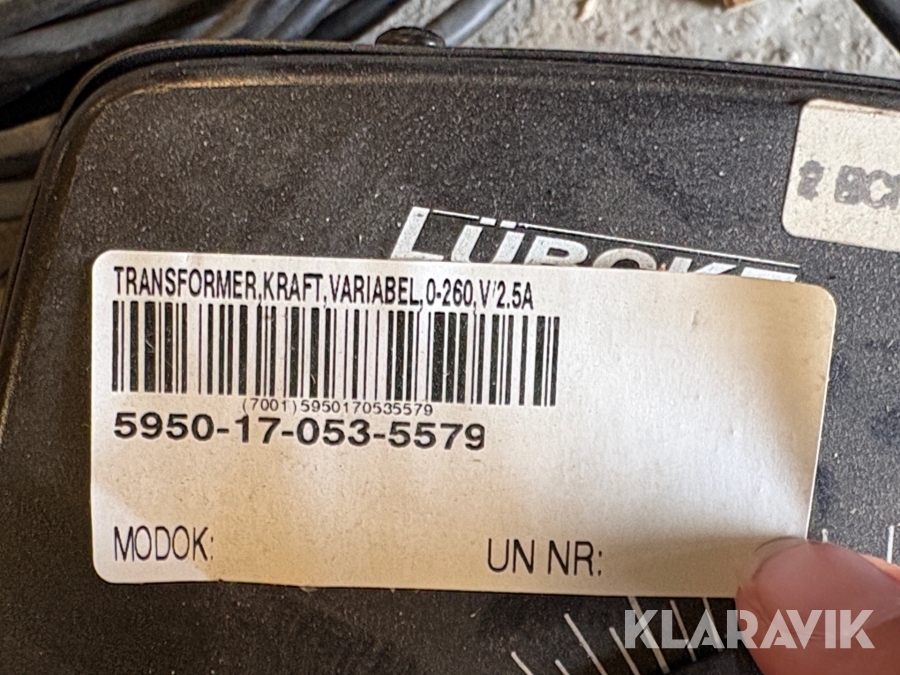 TRANSFORMER,KRAFT,VARIABEL,0-260,V/2.5A
(7001)5950170535579
5950-17-053-5579
MODOK:
UN NR:
KLARAVIK